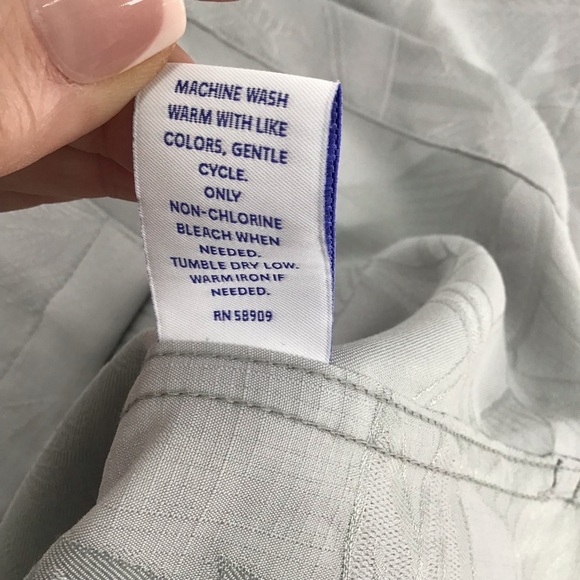 MACHINE WASH
WARM WITH LIKE
COLORS, GENTLE
CYCLE.
ONLY
NON-CHLORINE
BLEACH WHEN
NEEDED.
TUMBLE DRY LOW.
WARM IRON IF
NEEDED.
RN 58909